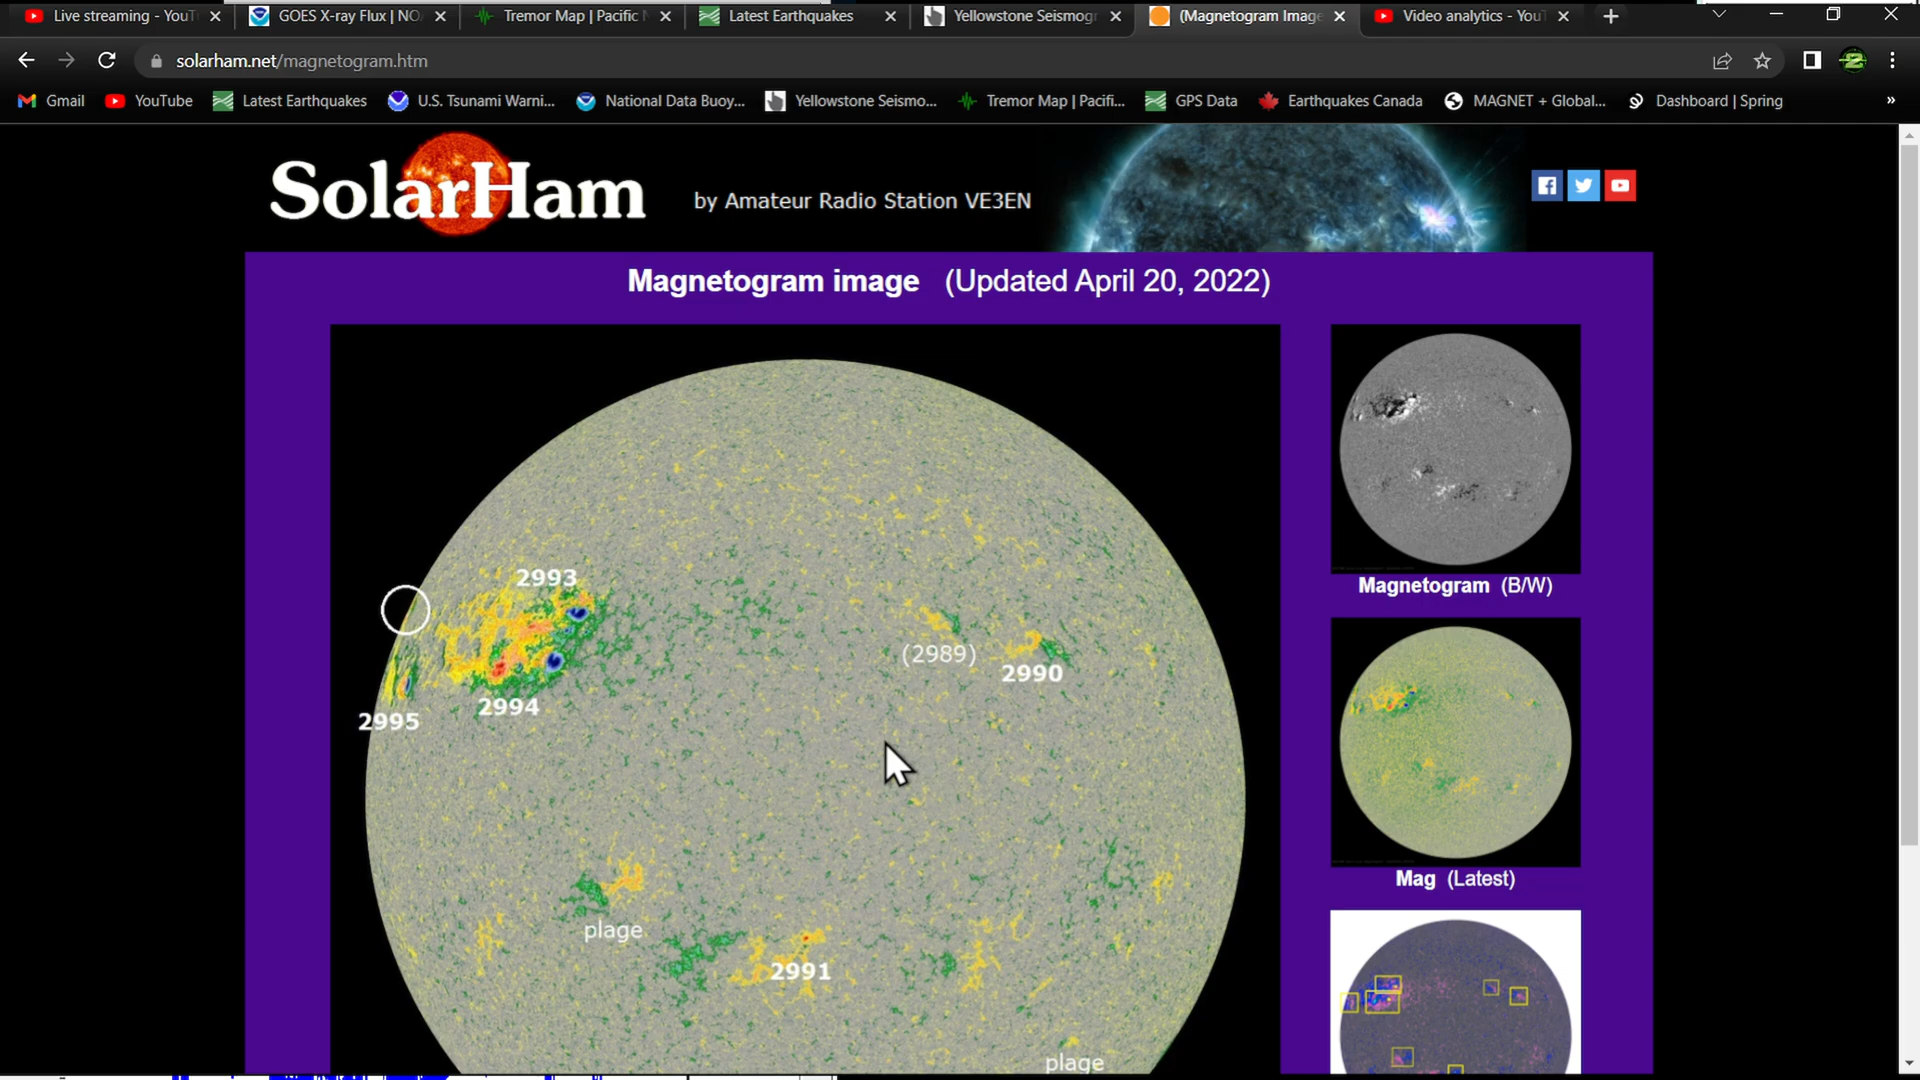 Live streaming - YouT
GOES X-ray Flux | NO
Tremor Map | Pacific
Latest Earthquakes
Yellowstone Seismogr
(Magnetogram Image
Video analytics - YouT
solarham.net/magnetogram.htm
Gmail
YouTube
Latest Earthquakes
U.S. Tsunami Warni...
National Data Buoy...
Yellowstone Seismo...
Tremor Map | Pacifi...
GPS Data
Earthquakes Canada
MAGNET + Global...
Dashboard | Spring
»
SolarHam
by Amateur Radio Station VE3EN
Magnetogram image (Updated April 20, 2022)
2993
(2989)
2990
2994
2995
plage
2991
plage
Magnetogram (B/W)
Mag (Latest)